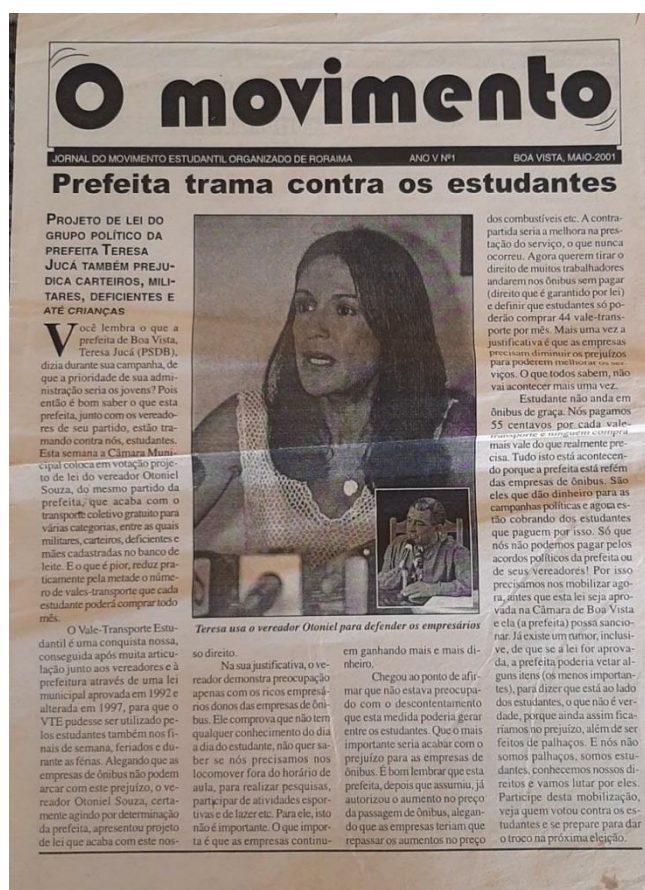 O movimento
JORNAL DO MOVIMENTO ESTUDANTIL ORGANIZADO DE RORAIMA ANO V Nº1 BOA VISTA, MAIO-2001
Prefeita trama contra os estudantes
PROJETO DE LEI DO
GRUPO POLÍTICO DA
PREFEITA TERESA
JUCÁ TAMBÉM PREJU-
DICA CARTEIROS, MILI-
TARES, DEFICIENTES E
ATÉ CRIANÇAS
Você lembra o que a
prefeita de Boa Vista,
Teresa Jucá (PSDB),
dizia durante sua campanha, de
que a prioridade de sua admi-
nistração seria os jovens? Pois
então é bom saber o que esta
prefeita, junto com os vereado-
res de seu partido, estão tra-
mando contra nós, estudantes.
Esta semana a Câmara Muni-
cipal coloca em votação proje-
to de lei do vereador Otoniel
Souza, do mesmo partido da
prefeita, que acaba com o
transporte coletivo gratuito para
várias categorias, entre as quais
militares, carteiros, deficientes e
mães cadastradas no banco de
leite. E o que é pior, reduz pra-
ticamente pela metade o núme-
ro de vales-transporte que cada
estudante poderá comprar todo
mês.
O Vale-Transporte Estu-
dantil é uma conquista nossa,
conseguida após muita articu-
lação junto aos vereadores e à
prefeitura através de uma lei
municipal aprovada em 1992 e
alterada em 1997, para que o
VTE pudesse ser utilizado pe-
los estudantes também nos fi-
nais de semana, feriados e du-
rante as férias. Alegando que as
empresas de ônibus não podem
arcar com este prejuízo, o ve-
reador Otoniel Souza, certa-
mente agindo por determinação
da prefeita, apresentou projeto
de lei que acaba com este nos-
Teresa usa o vereador Otoniel para defender os empresários
so direito.
Na sua justificativa, o ve-
reador demonstra preocupação
apenas com os ricos empresá-
rios donos das empresas de ôni-
bus. Ele comprova que não tem
qualquer conhecimento do dia
a dia do estudante, não quer sa-
ber se nós precisamos nos
locomover fora do horário de
aula, para realizar pesquisas,
participar de atividades espor-
tivas e de lazer etc. Para ele, isto
não é importante. O que impor-
ta é que as empresas continu-
em ganhando mais e mais di-
nheiro.
Chegou ao ponto de afir-
mar que não estava preocupa-
do com o descontentamento
que esta medida poderia gerar
entre os estudantes. Que o mais
importante seria acabar com o
prejuízo para as empresas de
ônibus. É bom lembrar que esta
prefeita, depois que assumiu, já
autorizou o aumento no preço
da passagem de ônibus, alegan-
do que as empresas teriam que
repassar os aumentos no preço
dos combustíveis etc. A contra-
partida seria a melhora na pres-
tação do serviço, o que nunca
ocorreu. Agora querem tirar o
direito de muitos trabalhadores
andarem nos ônibus sem pagar
(direito que é garantido por lei)
e definir que estudantes só po-
derão comprar 44 vale-trans-
porte por mês. Mais uma vez a
justificativa é que as empresas
precisam diminuir os prejuízos
para poderem melhorar os ser-
viços. O que todos sabem, não
vai acontecer mais uma vez.
Estudante não anda em
ônibus de graça. Nós pagamos
55 centavos por cada vale-
transporte e ninguém compra
mais vale do que realmente pre-
cisa. Tudo isto está acontecen-
do porque a prefeita está refém
das empresas de ônibus. São
eles que dão dinheiro para as
campanhas políticas e agora es-
tão cobrando dos estudantes
que paguem por isso. Só que
nós não podemos pagar pelos
acordos políticos da prefeita ou
de seus vereadores! Por isso
precisamos nos mobilizar ago-
ra, antes que esta lei seja apro-
vada na Câmara de Boa Vista
e ela (a prefeita) possa sancio-
nar. Já existe um rumor, inclusi-
ve, de que se a lei for aprova-
da, a prefeita poderia vetar al-
guns itens (os menos importan-
tes), para dizer que está ao lado
dos estudantes, o que não é ver-
dade, porque ainda assim fica-
ríamos no prejuízo, além de ser
feitos de palhaços. E nós não
somos palhaços, somos estu-
dantes, conhecemos nossos di-
reitos e vamos lutar por eles.
Participe desta mobilização,
veja quem votou contra os es-
tudantes e se prepare para dar
o troco na próxima eleição.